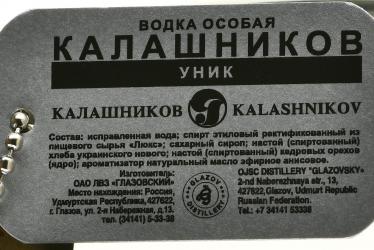 ВОДКА ОСОБАЯ
КАЛАШНИКОВ
УНИК
КАЛАШНИКОВ KALASHNIKOV
Состав: исправленная вода; спирт этиловый ректификованный из
пищевого сырья «Люкс»; сахарный сироп; настой (спиртованный)
хлеба украинского нового; настой (спиртованный) кедровых орехов
(ядро); ароматизатор натуральный масло эфирное анисовое.
Изготовитель:
ОАО ЛВЗ «ГЛАЗОВСКИЙ»
Место нахождения: Россия,
Удмуртская Республика, 427622,
г. Глазов, ул. 2-я Набережная, д.13.
тел. (34141) 5-33-38
GLAZOV
DISTILLERY
OJSC DISTILLERY "GLAZOVSKY"
2-nd Naberezhnaya str., 13,
427622, Glazov, Udmurt Republic
Russian Federation.
Tel.: +7 34141 53338